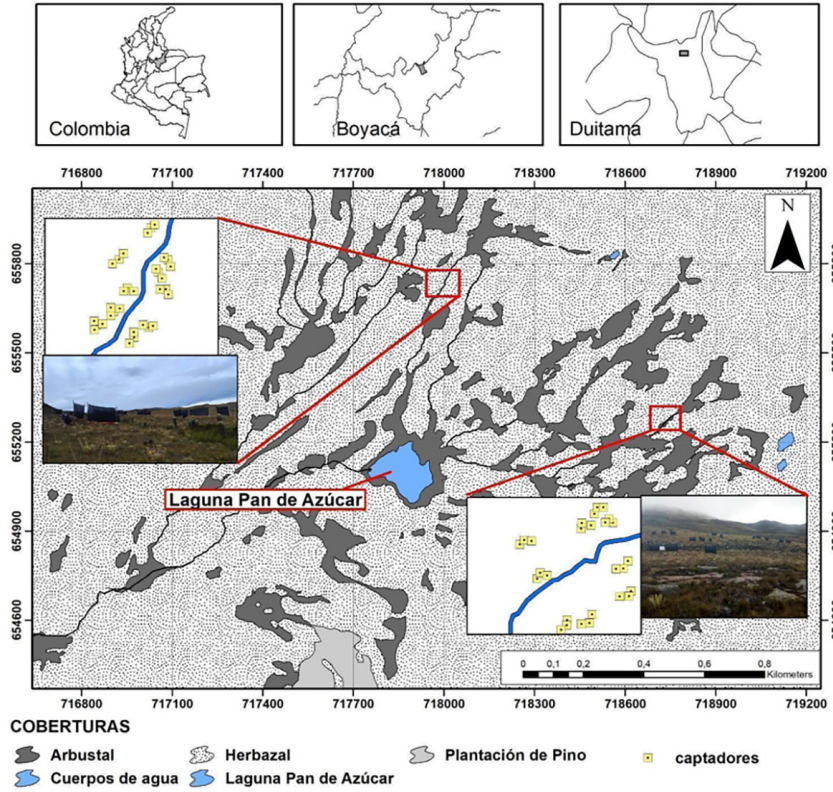 Colombia
Boyacá
Duitama
716800 717100 717400 717700 718000 718300 718600 718900 719200
N
655800
655500
655200
654900
654600
Laguna Pan de Azúcar
0 0,1 0,2 0,4 0,6 0,8
Kilometers
716800 717100 717400 717700 718000 718300 718600 718900 719200
COBERTURAS
Arbustal Herbazal Plantación de Pino captadores
Cuerpos de agua Laguna Pan de Azúcar